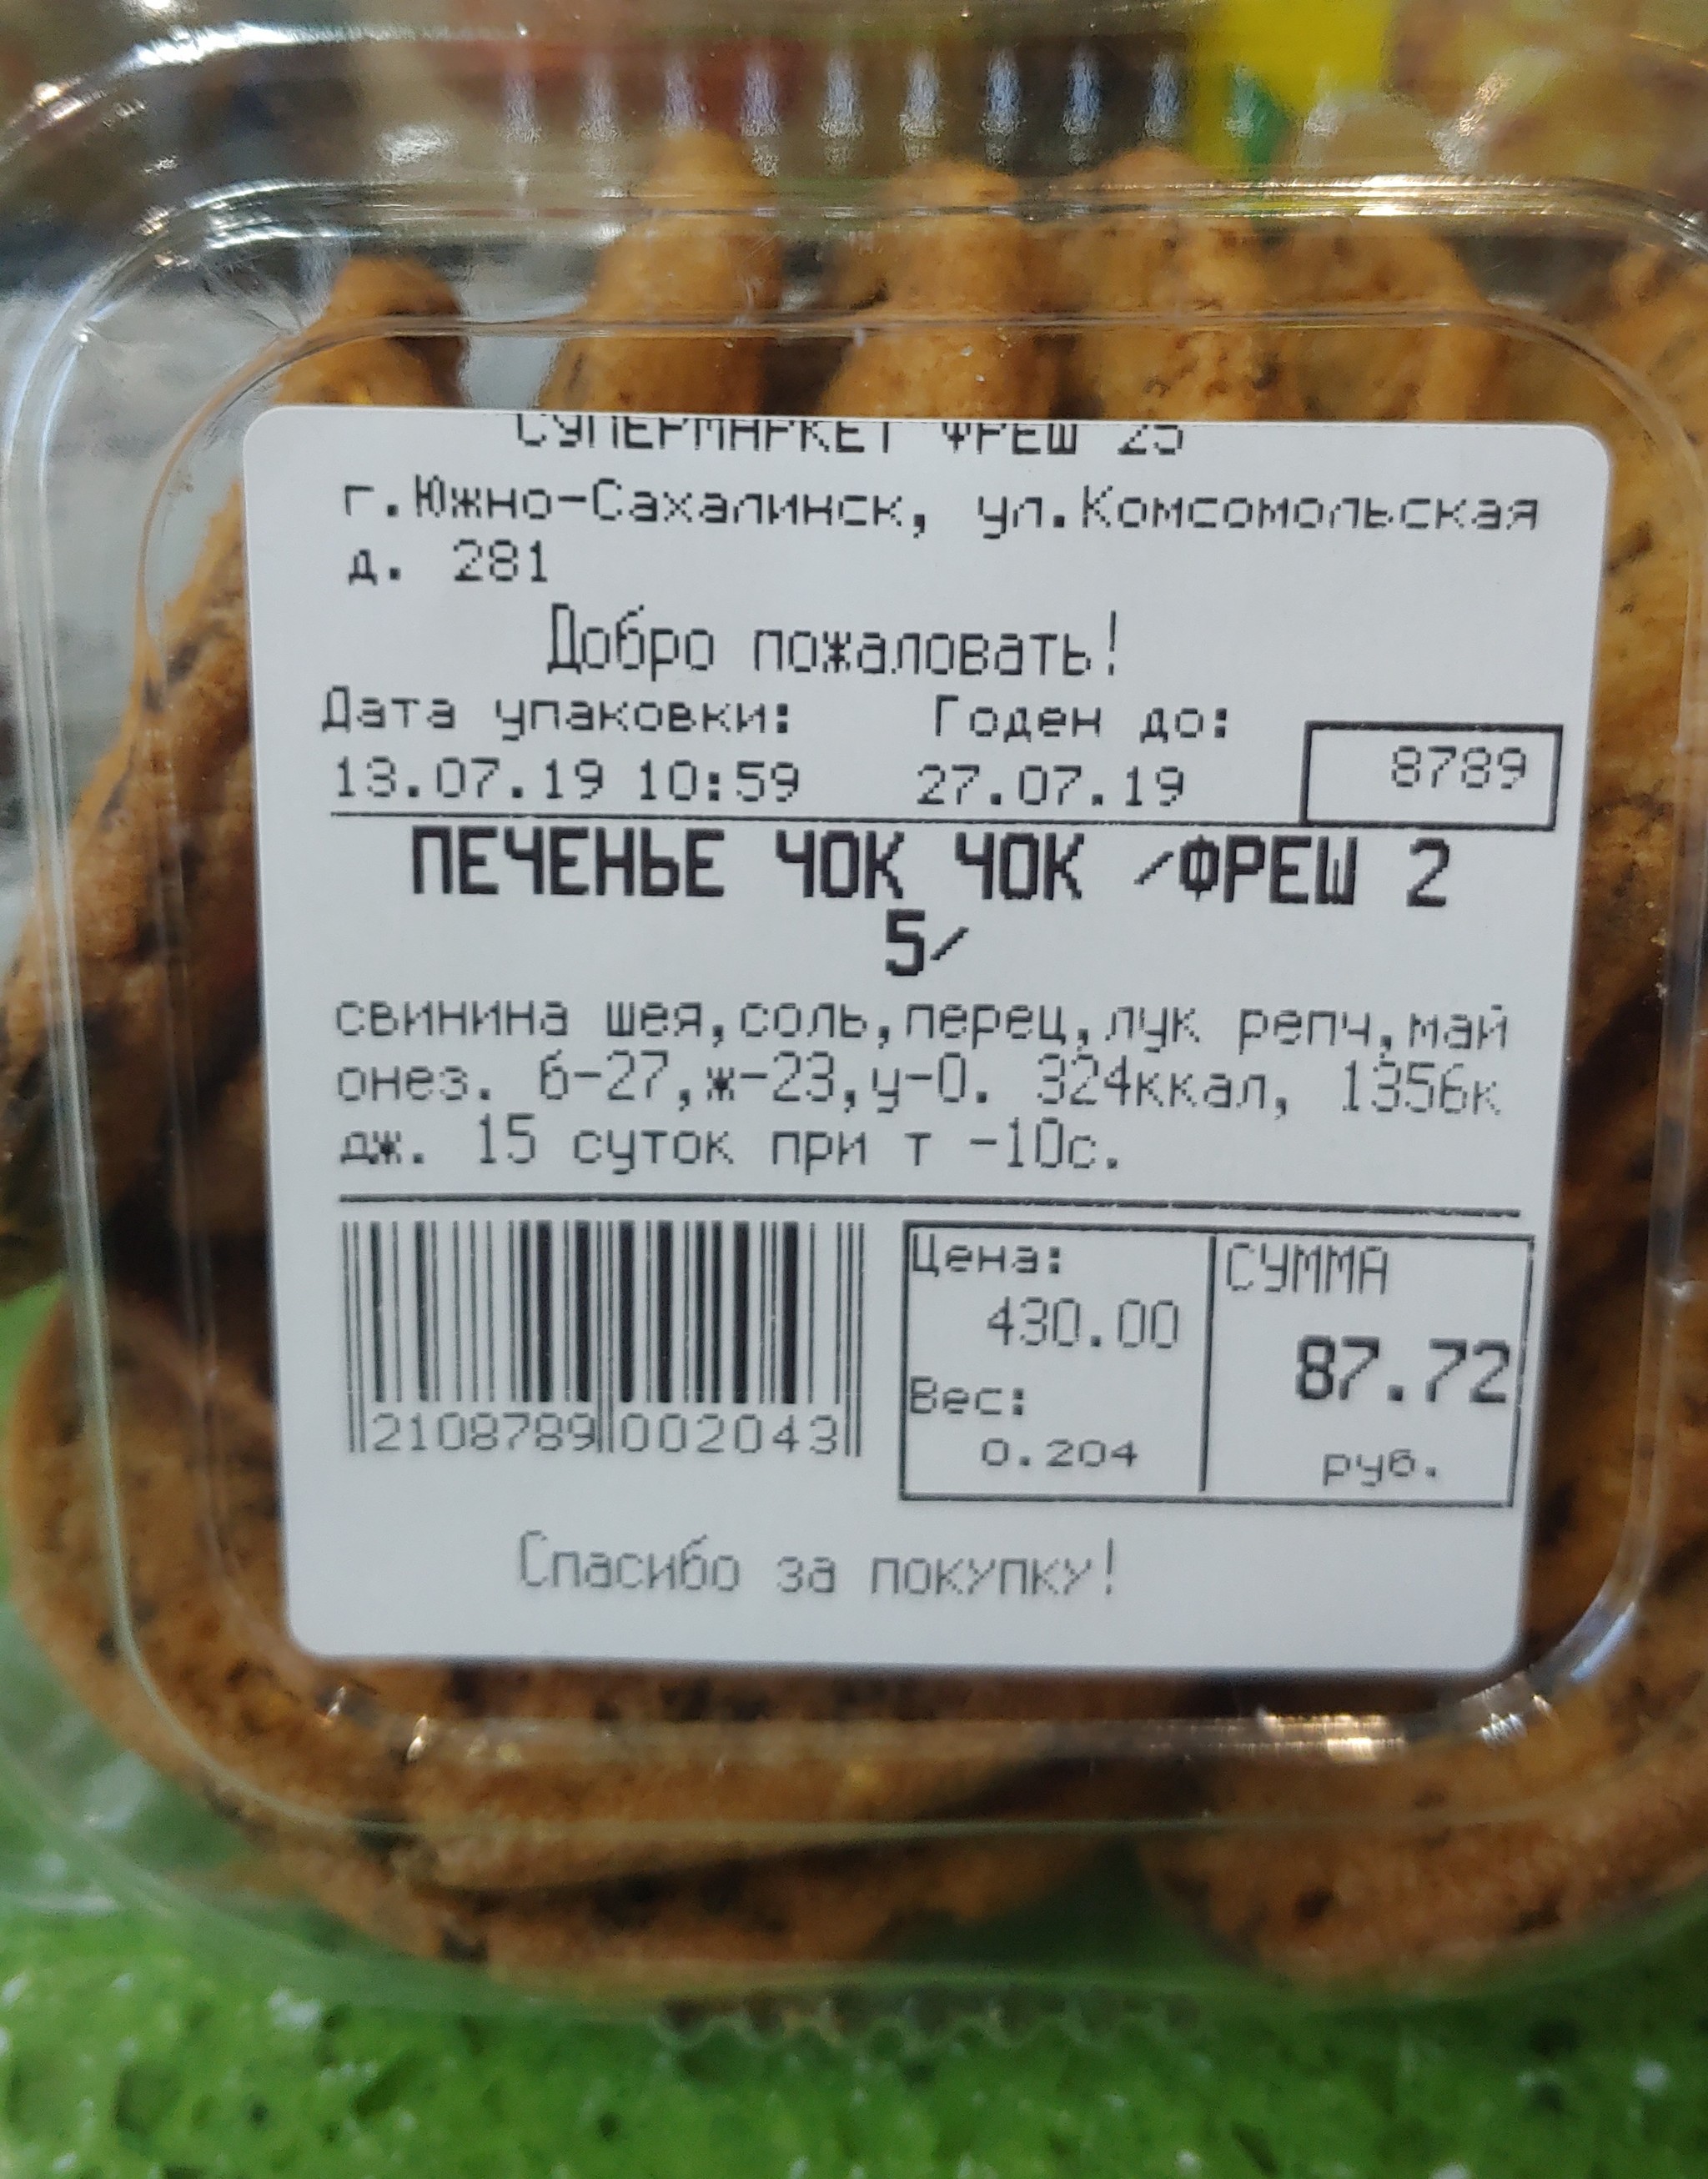 СУПЕРМАРКЕТ ФРЕШ 25
г.Южно-Сахалинск, ул.Комсомольская
д. 281
Добро пожаловать!
Дата упаковки: Годен до:
13.07.19 10:59 27.07.19 8789
ПЕЧЕНЬЕ ЧОК ЧОК /ФРЕШ 2
5/
свинина шея,соль,перец,лук репч,май
онез. б-27,ж-23,у-0. 324ккал, 1356к
дж. 15 суток при т -10с.
Цена: СУММА
430.00
87.72
Вес:
0.204 руб.
2108789 002043
Спасибо за покупку!